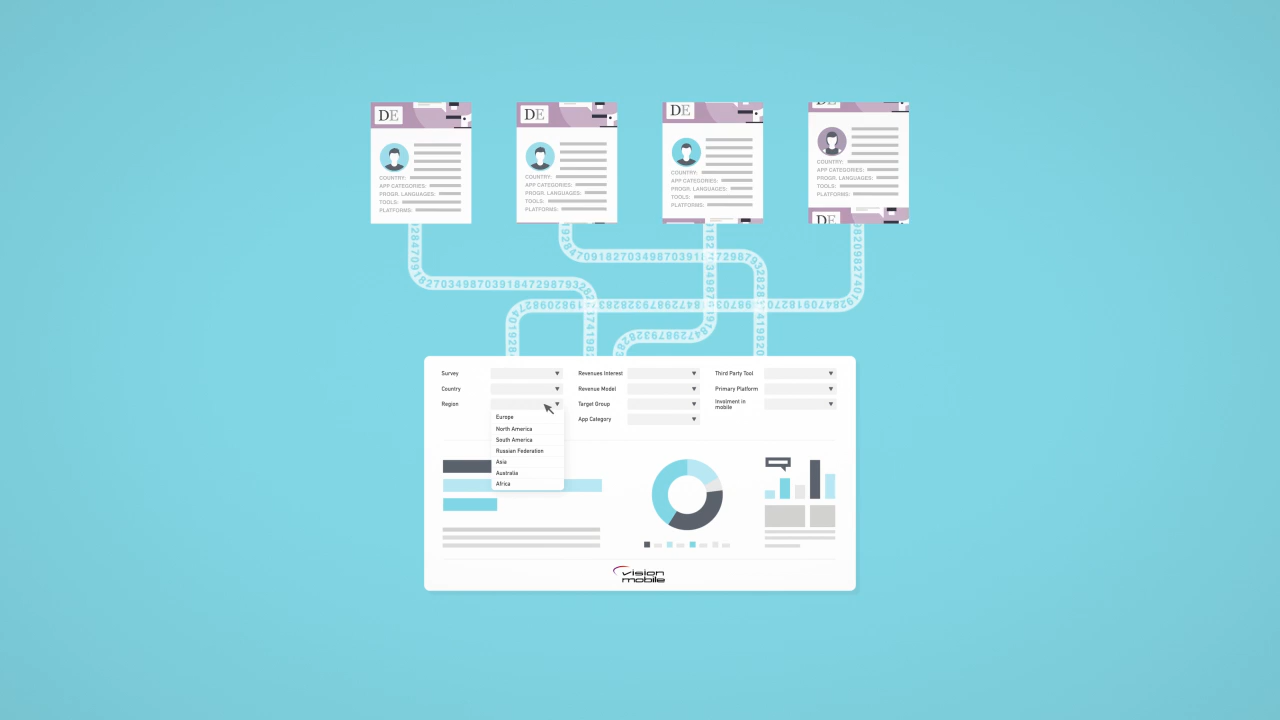 DE
DE
DE
DE
COUNTRY:
APP CATEGORIES:
PROGR. LANGUAGES:
TOOLS:
PLATFORMS:
COUNTRY:
APP CATEGORIES:
PROGR. LANGUAGES:
TOOLS:
PLATFORMS:
COUNTRY:
APP CATEGORIES:
PROGR. LANGUAGES:
TOOLS:
PLATFORMS:
COUNTRY:
APP CATEGORIES:
PROGR. LANGUAGES:
TOOLS:
PLATFORMS:
DE
Survey
Country
Region
Europe
North America
South America
Russian Federation
Asia
Australia
Africa
Revenues Interest
Revenue Model
Target Group
App Category
Third Party Tool
Primary Platform
Involment in
mobile
vision
mobile